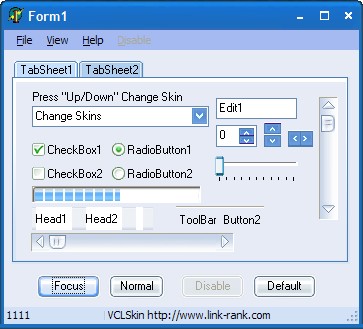 Form1
File View Help Disable
TabSheet1 TabSheet2
Press "Up/Down" Change Skin
Change Skins
Edit1
0
CheckBox1 RadioButton1
CheckBox2 RadioButton2
Head1 Head2
ToolBar Button2
Focus Normal Disable Default
1111 VCLSkin http://www.link-rank.com